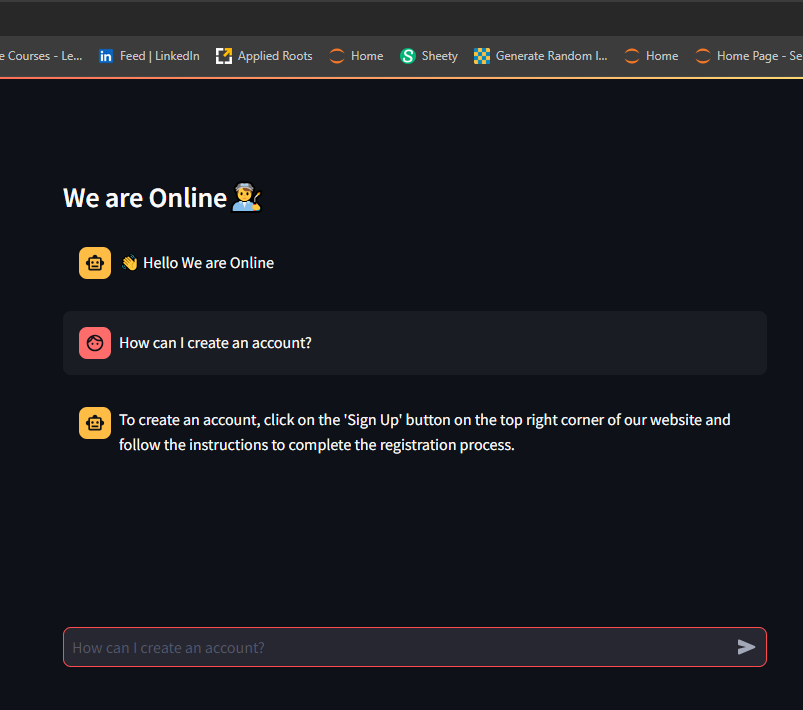 e Courses - Le... in Feed | LinkedIn Applied Roots Home S Sheety Generate Random I... Home Home Page - Se
We are Online 👨‍✈️
👋 Hello We are Online
How can I create an account?
To create an account, click on the 'Sign Up' button on the top right corner of our website and
follow the instructions to complete the registration process.
How can I create an account?